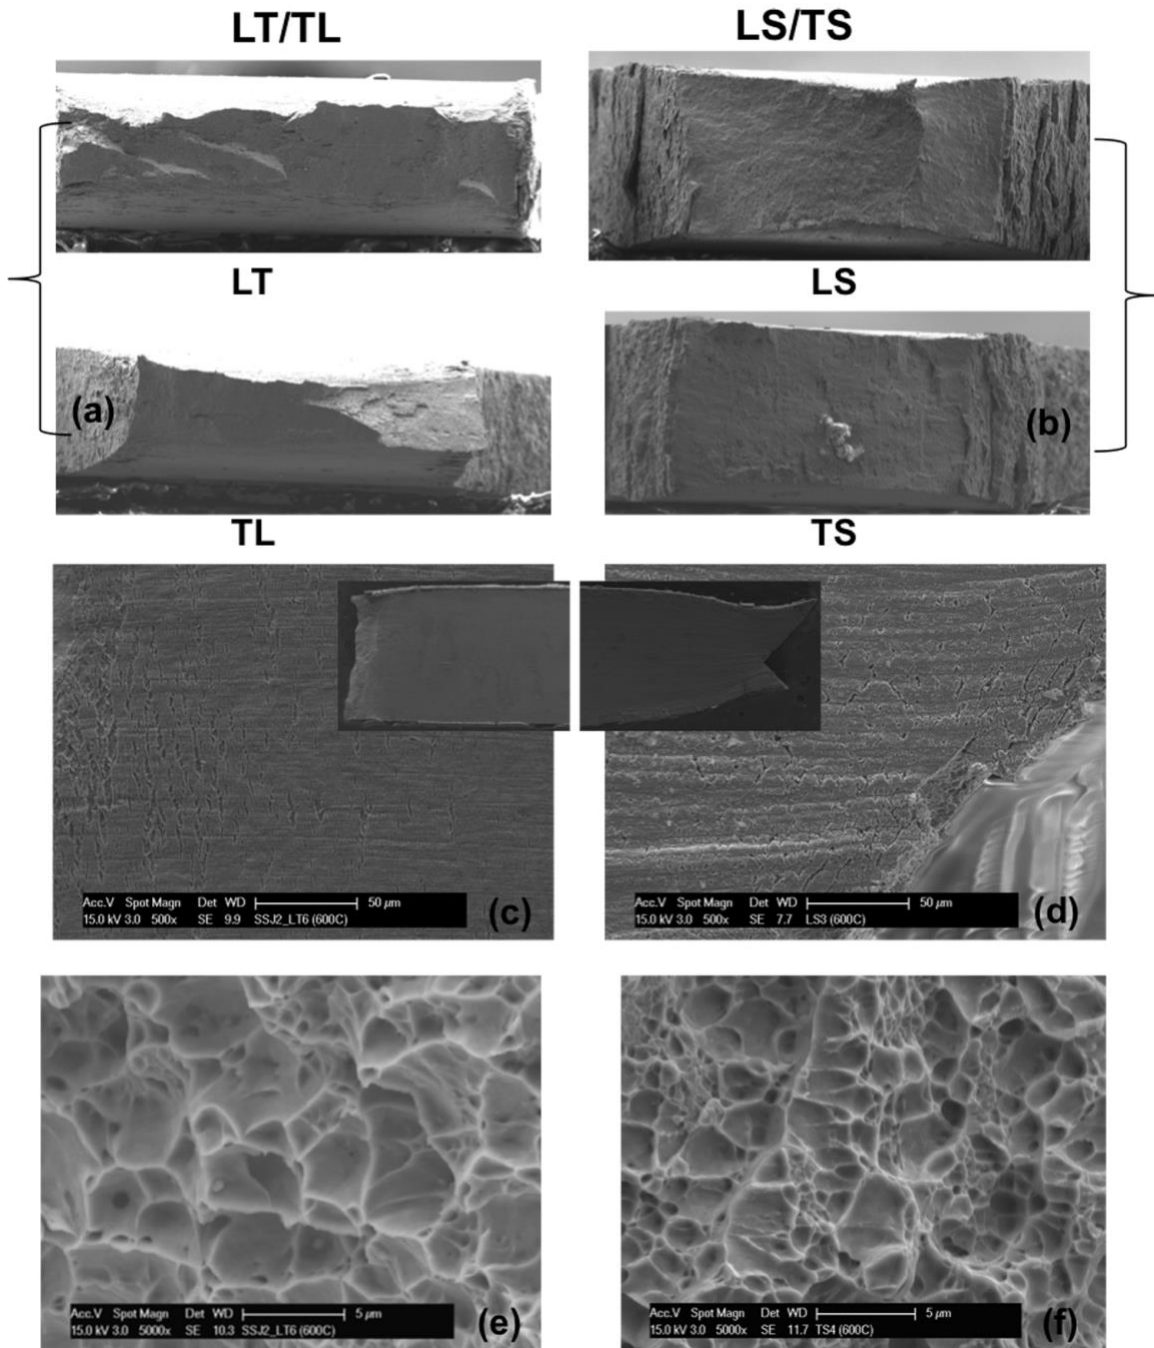 LT/TL
LS/TS
LT
LS
(a)
(b)
TL
TS
Acc.V Spot Magn Det WD 50 μm
15.0 kV 3.0 500x SE 9.9 SSJ2_LT6 (600C)
(c)
Acc.V Spot Magn Det WD 50 μm
15.0 kV 3.0 500x SE 7.7 LS3 (600C)
(d)
Acc.V Spot Magn Det WD 5 μm
15.0 kV 3.0 5000x SE 10.3 SSJ2_LT6 (600C)
(e)
Acc.V Spot Magn Det WD 5 μm
15.0 kV 3.0 5000x SE 11.7 TS4 (600C)
(f)